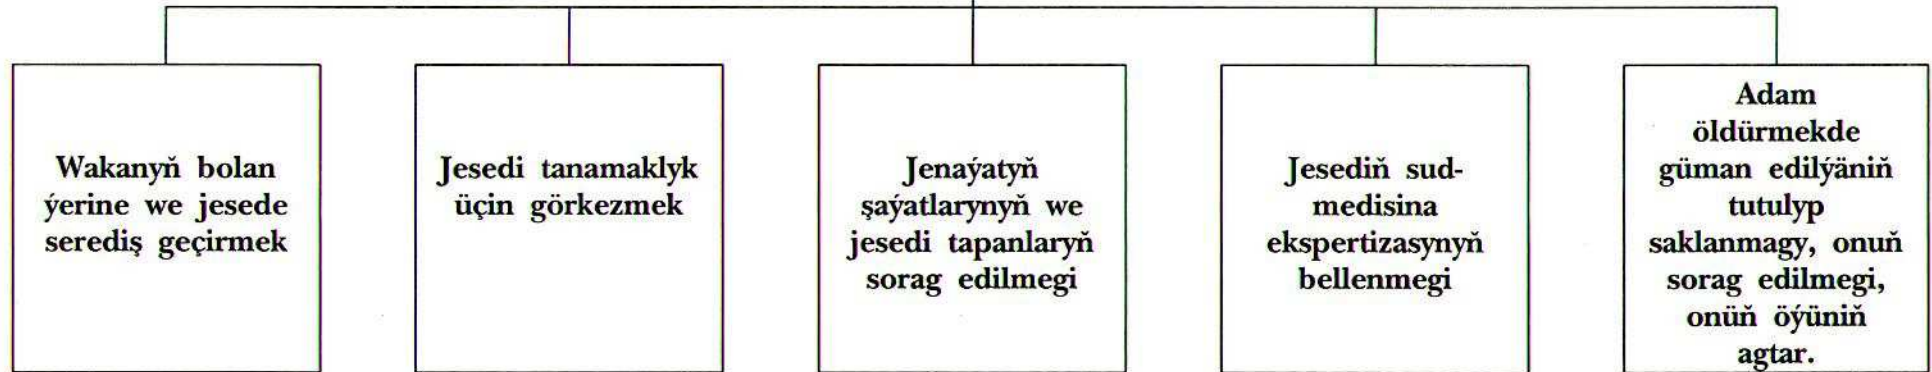 Wakanyň bolan
ýerine we jesede
serediş geçirmek
Jesedi tanamaklyk
üçin görkezmek
Jenaýatyň
şaýatlarynyň we
jesedi tapanlaryň
sorag edilmegi
Jesediň sud-
medisina
ekspertizasynyň
bellenmegi
Adam
öldürmekde
güman edilýäniň
tutulyp
saklanmagy, onuň
sorag edilmegi,
onüň öýüniň
agtar.